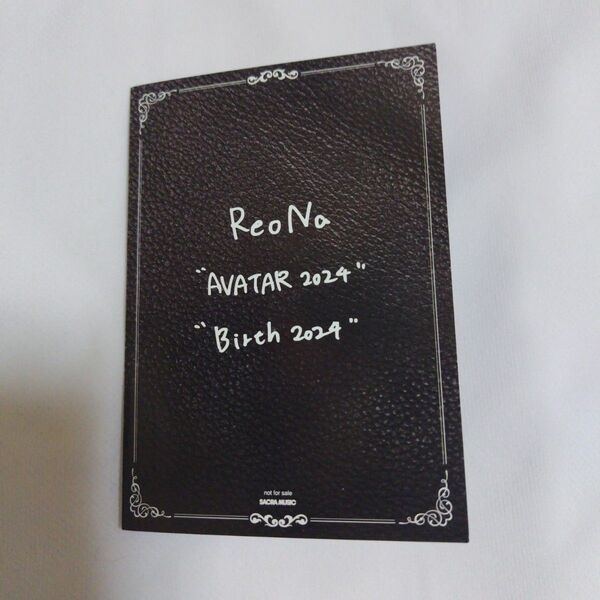 ReoNa
"AVATAR 2024"
"Birth 2024"
not for sale
SACRA MUSIC